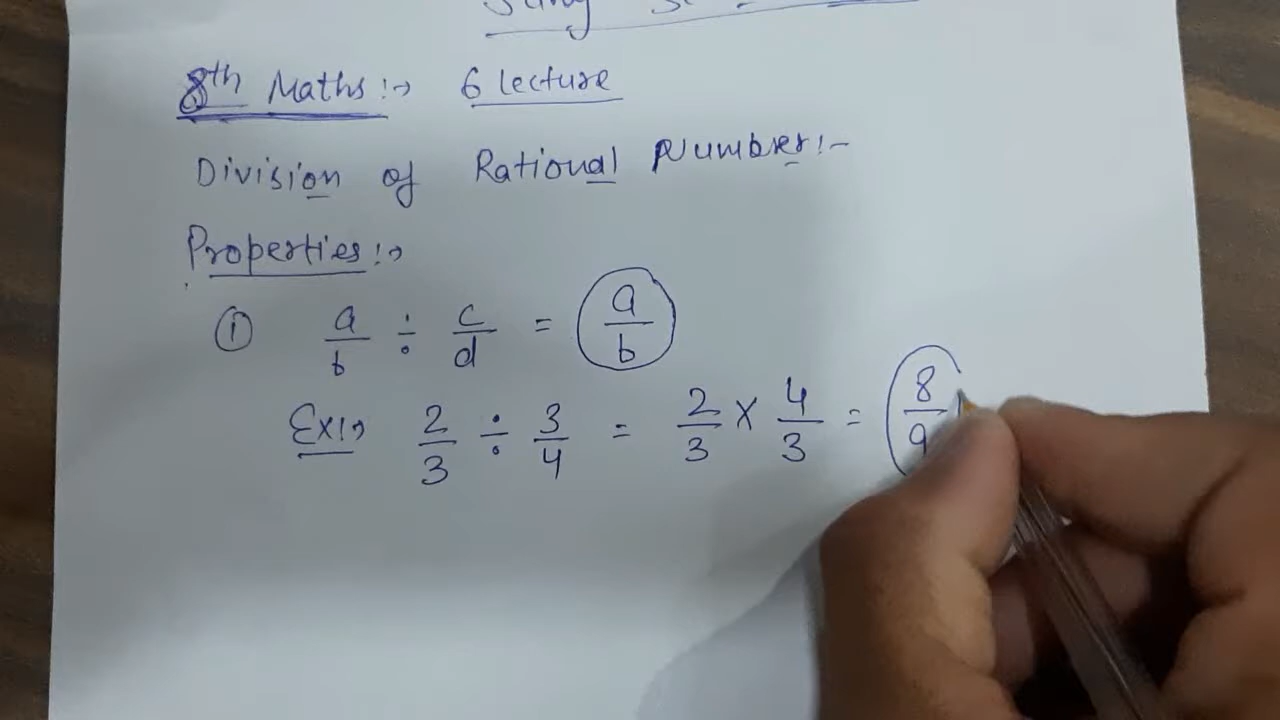 8th Maths:→ 6 lecture
Division of Rational Number:-
Properties:→
① a/b ÷ c/d = a/b
Ex:→ 2/3 ÷ 3/4 = 2/3 × 4/3 = 8/9